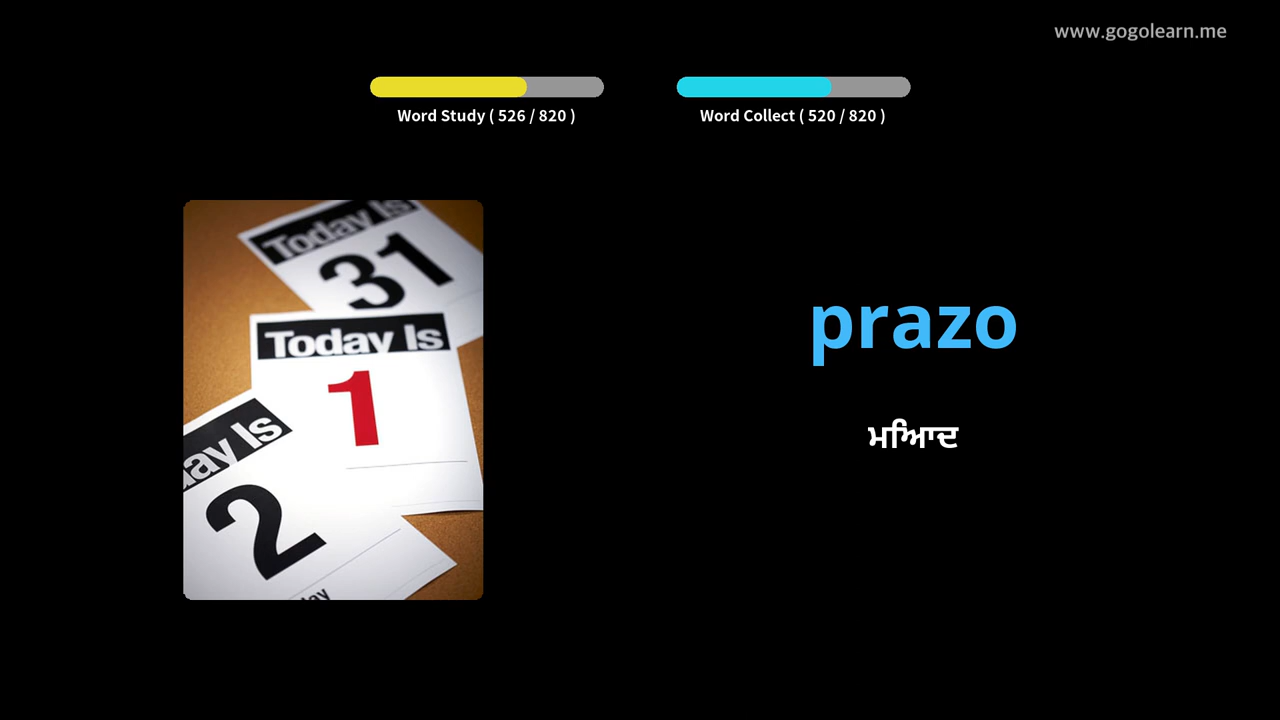 www.gogolearn.me
Word Study ( 526 / 820 )
Word Collect ( 520 / 820 )
Today Is
31
Today Is
1
ay Is
2
prazo
ਮਿਆਦ